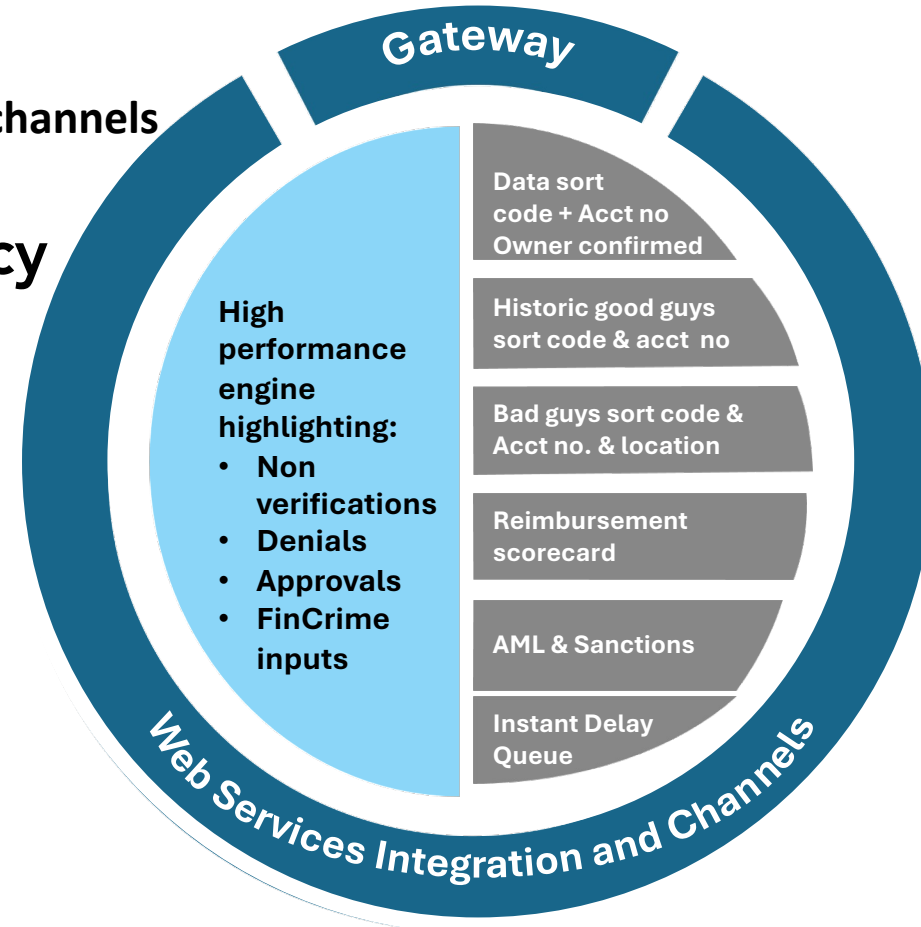 Gateway
channels
cy
High
performance
engine
highlighting:
• Non
verifications
• Denials
• Approvals
• FinCrime
inputs
Data sort
code + Acct no
Owner confirmed
Historic good guys
sort code & acct no
Bad guys sort code &
Acct no. & location
Reimbursement
scorecard
AML & Sanctions
Instant Delay
Queue
Web Services Integration and Channels